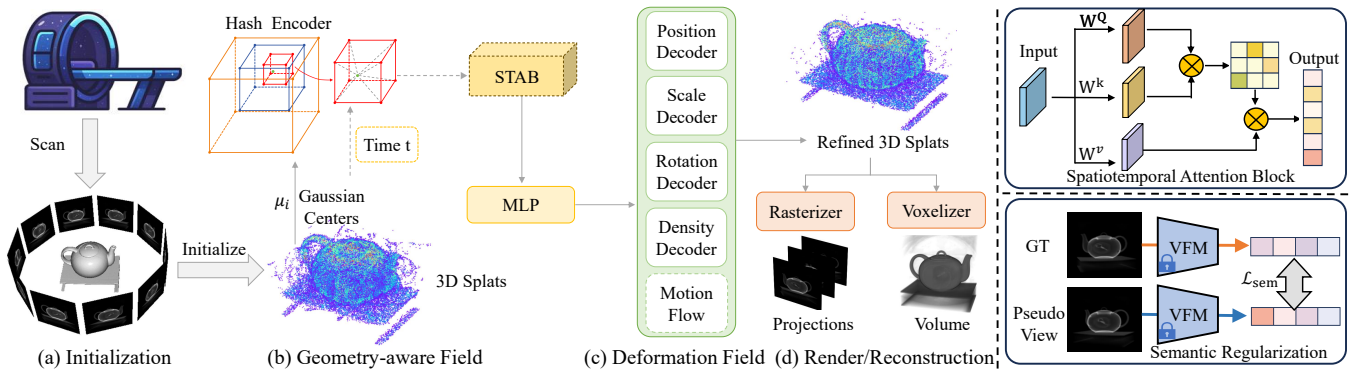 Hash Encoder
Scan
Time t
μi
Gaussian
Centers
Initialize
3D Splats
STAB
MLP
Position
Decoder
Scale
Decoder
Rotation
Decoder
Density
Decoder
Motion
Flow
Refined 3D Splats
Rasterizer
Voxelizer
Projections
Volume
(a) Initialization
(b) Geometry-aware Field
(c) Deformation Field
(d) Render/Reconstruction
Input
W^Q
W^k
W^v
Output
Spatiotemporal Attention Block
GT
VFM
ℒsem
Pseudo
View
VFM
Semantic Regularization